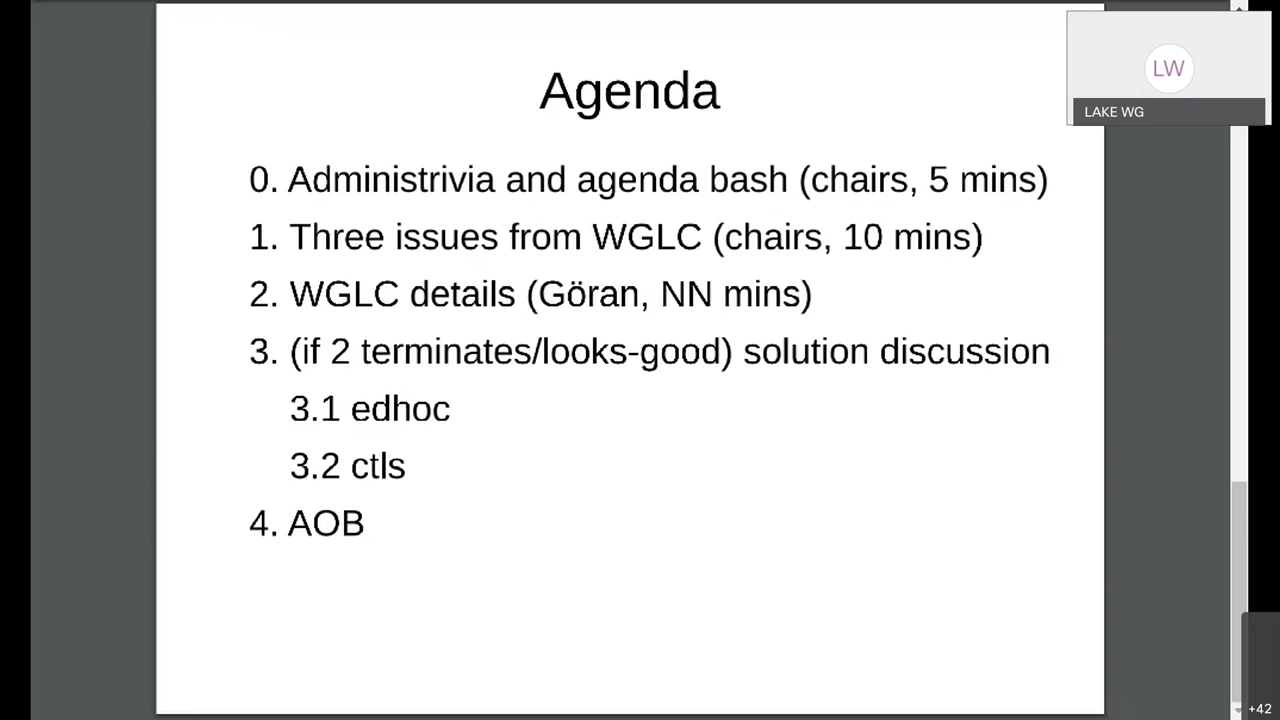 Agenda
0. Administrivia and agenda bash (chairs, 5 mins)
1. Three issues from WGLC (chairs, 10 mins)
2. WGLC details (Göran, NN mins)
3. (if 2 terminates/looks-good) solution discussion
3.1 edhoc
3.2 ctls
4. AOB
LW
LAKE WG
+42